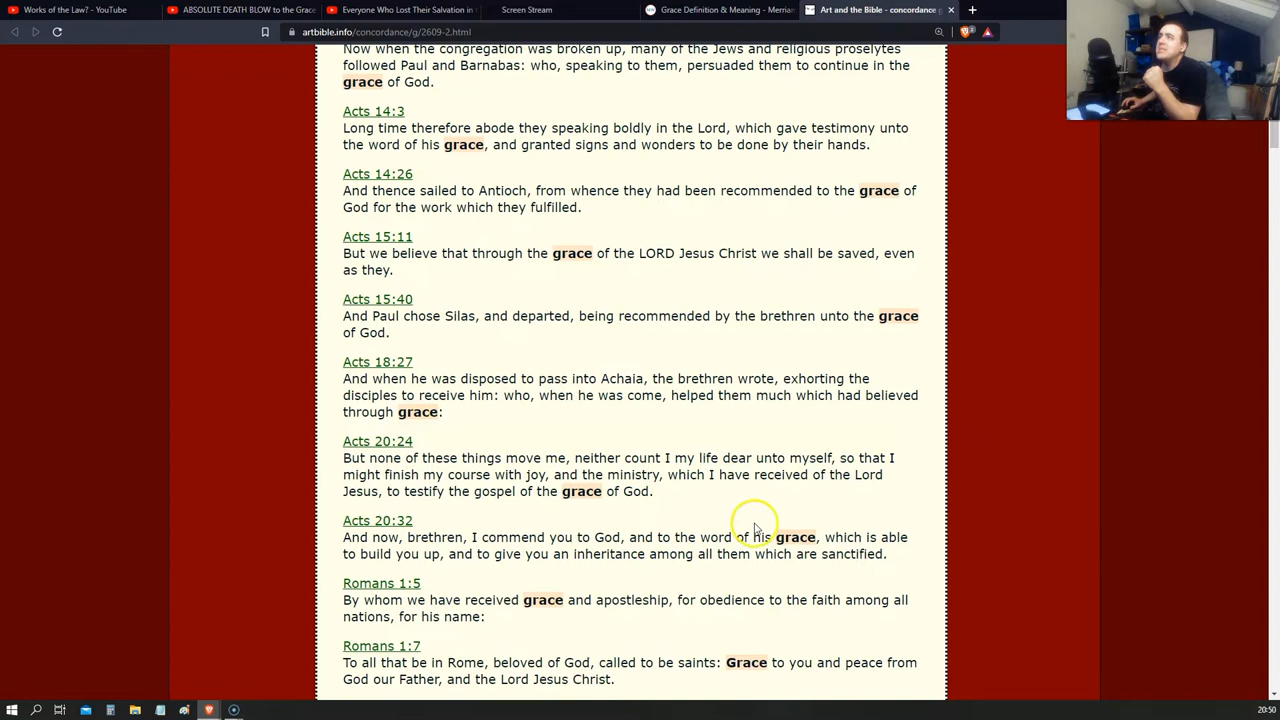 Works of the Law? - YouTube
ABSOLUTE DEATH BLOW to the Grace
Everyone Who Lost Their Salvation in
Screen Stream
Grace Definition & Meaning - Merriam
Art and the Bible - concordance
artbible.info/concordance/g/2609-2.html
Now when the congregation was broken up, many of the Jews and religious proselytes
followed Paul and Barnabas: who, speaking to them, persuaded them to continue in the
grace of God.
Acts 14:3
Long time therefore abode they speaking boldly in the Lord, which gave testimony unto
the word of his grace, and granted signs and wonders to be done by their hands.
Acts 14:26
And thence sailed to Antioch, from whence they had been recommended to the grace of
God for the work which they fulfilled.
Acts 15:11
But we believe that through the grace of the LORD Jesus Christ we shall be saved, even
as they.
Acts 15:40
And Paul chose Silas, and departed, being recommended by the brethren unto the grace
of God.
Acts 18:27
And when he was disposed to pass into Achaia, the brethren wrote, exhorting the
disciples to receive him: who, when he was come, helped them much which had believed
through grace:
Acts 20:24
But none of these things move me, neither count I my life dear unto myself, so that I
might finish my course with joy, and the ministry, which I have received of the Lord
Jesus, to testify the gospel of the grace of God.
Acts 20:32
And now, brethren, I commend you to God, and to the word of his grace, which is able
to build you up, and to give you an inheritance among all them which are sanctified.
Romans 1:5
By whom we have received grace and apostleship, for obedience to the faith among all
nations, for his name:
Romans 1:7
To all that be in Rome, beloved of God, called to be saints: Grace to you and peace from
God our Father, and the Lord Jesus Christ.
20:50